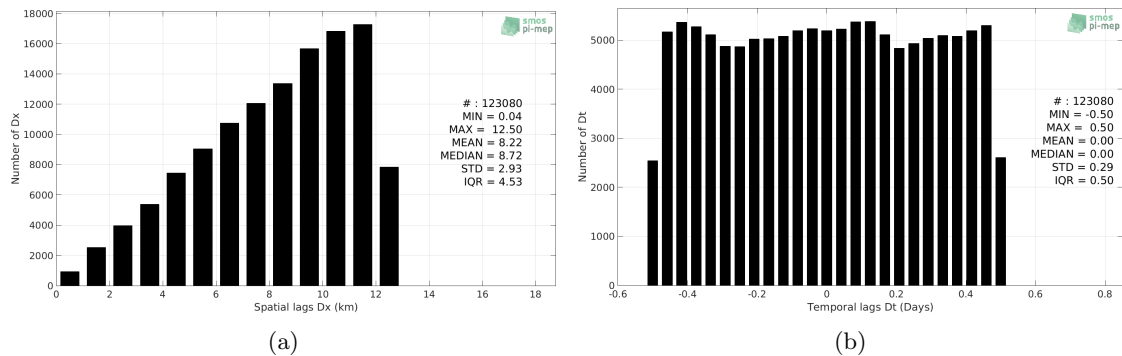 18000
16000
14000
12000
10000
8000
6000
4000
2000
0
Number of Dx
smos
pi-mep
# : 123080
MIN = 0.04
MAX = 12.50
MEAN = 8.22
MEDIAN = 8.72
STD = 2.93
IQR = 4.53
0 2 4 6 8 10 12 14 16 18
Spatial lags Dx (km)
(a)
5000
4000
3000
2000
1000
0
Number of Dt
smos
pi-mep
# : 123080
MIN = -0.50
MAX = 0.50
MEAN = 0.00
MEDIAN = 0.00
STD = 0.29
IQR = 0.50
-0.6 -0.4 -0.2 0 0.2 0.4 0.6 0.8
Temporal lags Dt (Days)
(b)